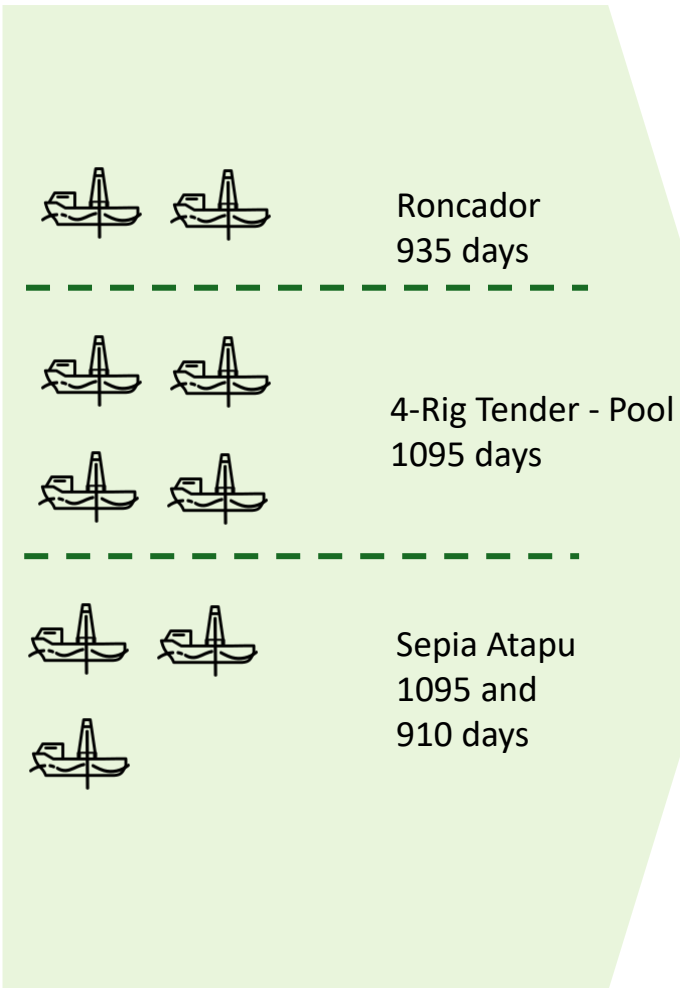 Roncador
935 days
4-Rig Tender - Pool
1095 days
Sepia Atapu
1095 and
910 days